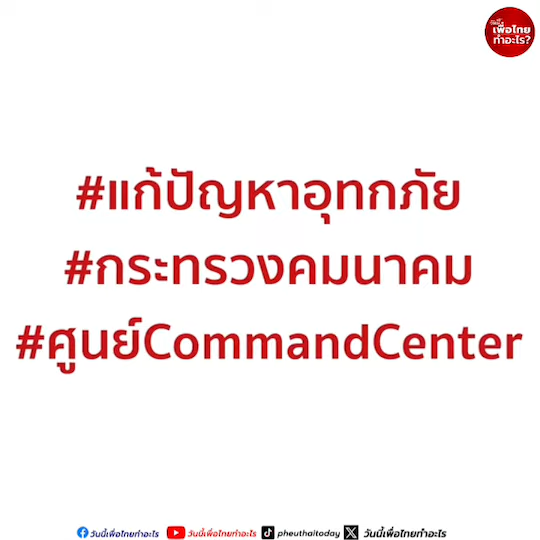 วันนี้
เพื่อไทย
ทำอะไร?
#แก้ปัญหาอุทกภัย
#กระทรวงคมนาคม
#ศูนย์CommandCenter
วันนี้เพื่อไทยทำอะไร วันนี้เพื่อไทยทำอะไร pheuthaitoday วันนี้เพื่อไทยทำอะไร